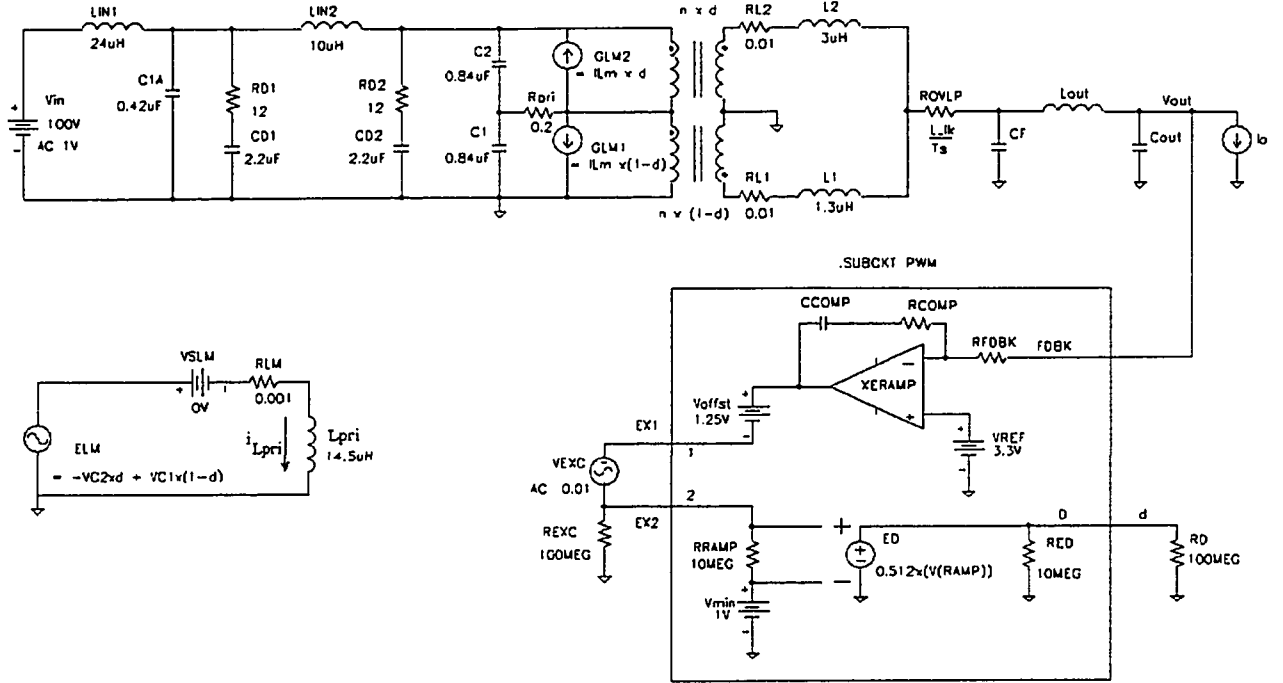 LIN1
24uH
LIN2
10uH
C1A
0.42uF
Vin
100V
AC 1V
+
-
RD1
12
CD1
2.2uF
RD2
12
CD2
2.2uF
C2
0.84uF
C1
0.84uF
Rpri
0.2
GLM2
= ILm x d
GLM1
= ILm x(1-d)
n x d
n x (1-d)
RL2
0.01
L2
3uH
RL1
0.01
L1
1.3uH
ROVLP
L_lk
Ts
CF
Lout
Vout
Cout
Io
.SUBCKT PWM
CCOMP
RCOMP
RFDBK
FDBK
XERAMP
-
+
VREF
3.3V
+
-
Voffst
1.25V
+
-
EX1
1
VEXC
AC 0.01
2
EX2
REXC
100MEG
RRAMP
10MEG
Vmin
1V
+
-
+
-
ED
0.512x(V(RAMP))
RED
10MEG
D
d
RD
100MEG
VSLM
+
0V
RLM
0.001
ELM
= -VC2xd + VC1x(1-d)
iLpri
Lpri
14.5uH